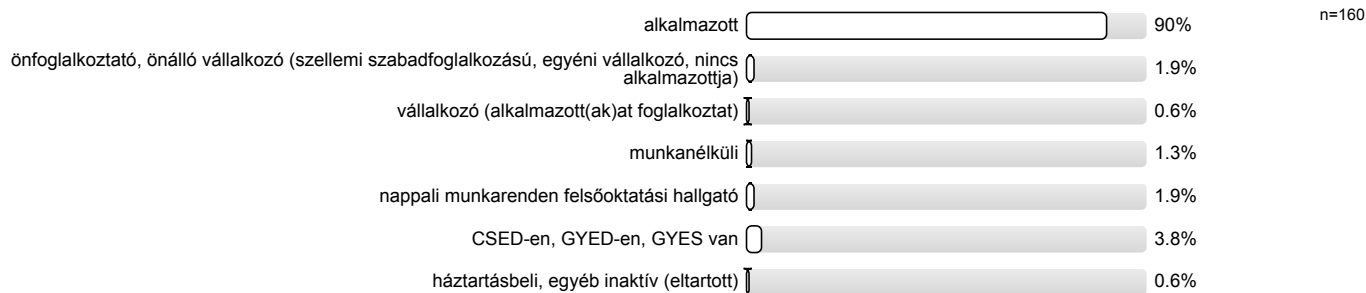 alkalmazott 90% n=160
önfoglalkoztató, önálló vállalkozó (szellemi szabadfoglalkozású, egyéni vállalkozó, nincs
alkalmazottja) 1.9%
vállalkozó (alkalmazott(ak)at foglalkoztat) 0.6%
munkanélküli 1.3%
nappali munkarenden felsőoktatási hallgató 1.9%
CSED-en, GYED-en, GYES van 3.8%
háztartásbeli, egyéb inaktív (eltartott) 0.6%